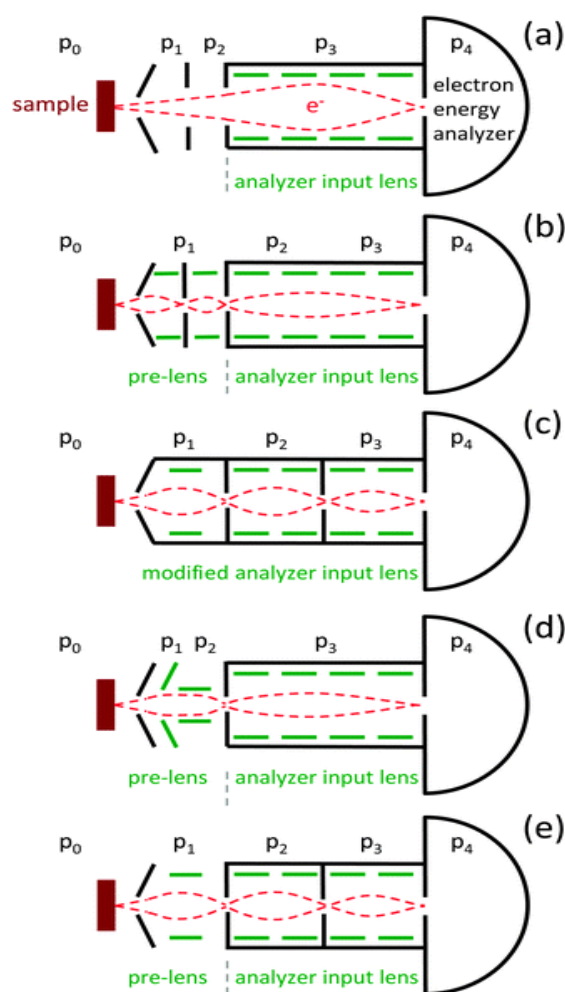 (a)
p₀ p₁ p₂ p₃ p₄
sample
e⁻
electron
energy
analyzer
analyzer input lens
(b)
p₀ p₁ p₂ p₃ p₄
pre-lens analyzer input lens
(c)
p₀ p₁ p₂ p₃ p₄
modified analyzer input lens
(d)
p₀ p₁ p₂ p₃ p₄
pre-lens analyzer input lens
(e)
p₀ p₁ p₂ p₃ p₄
pre-lens analyzer input lens